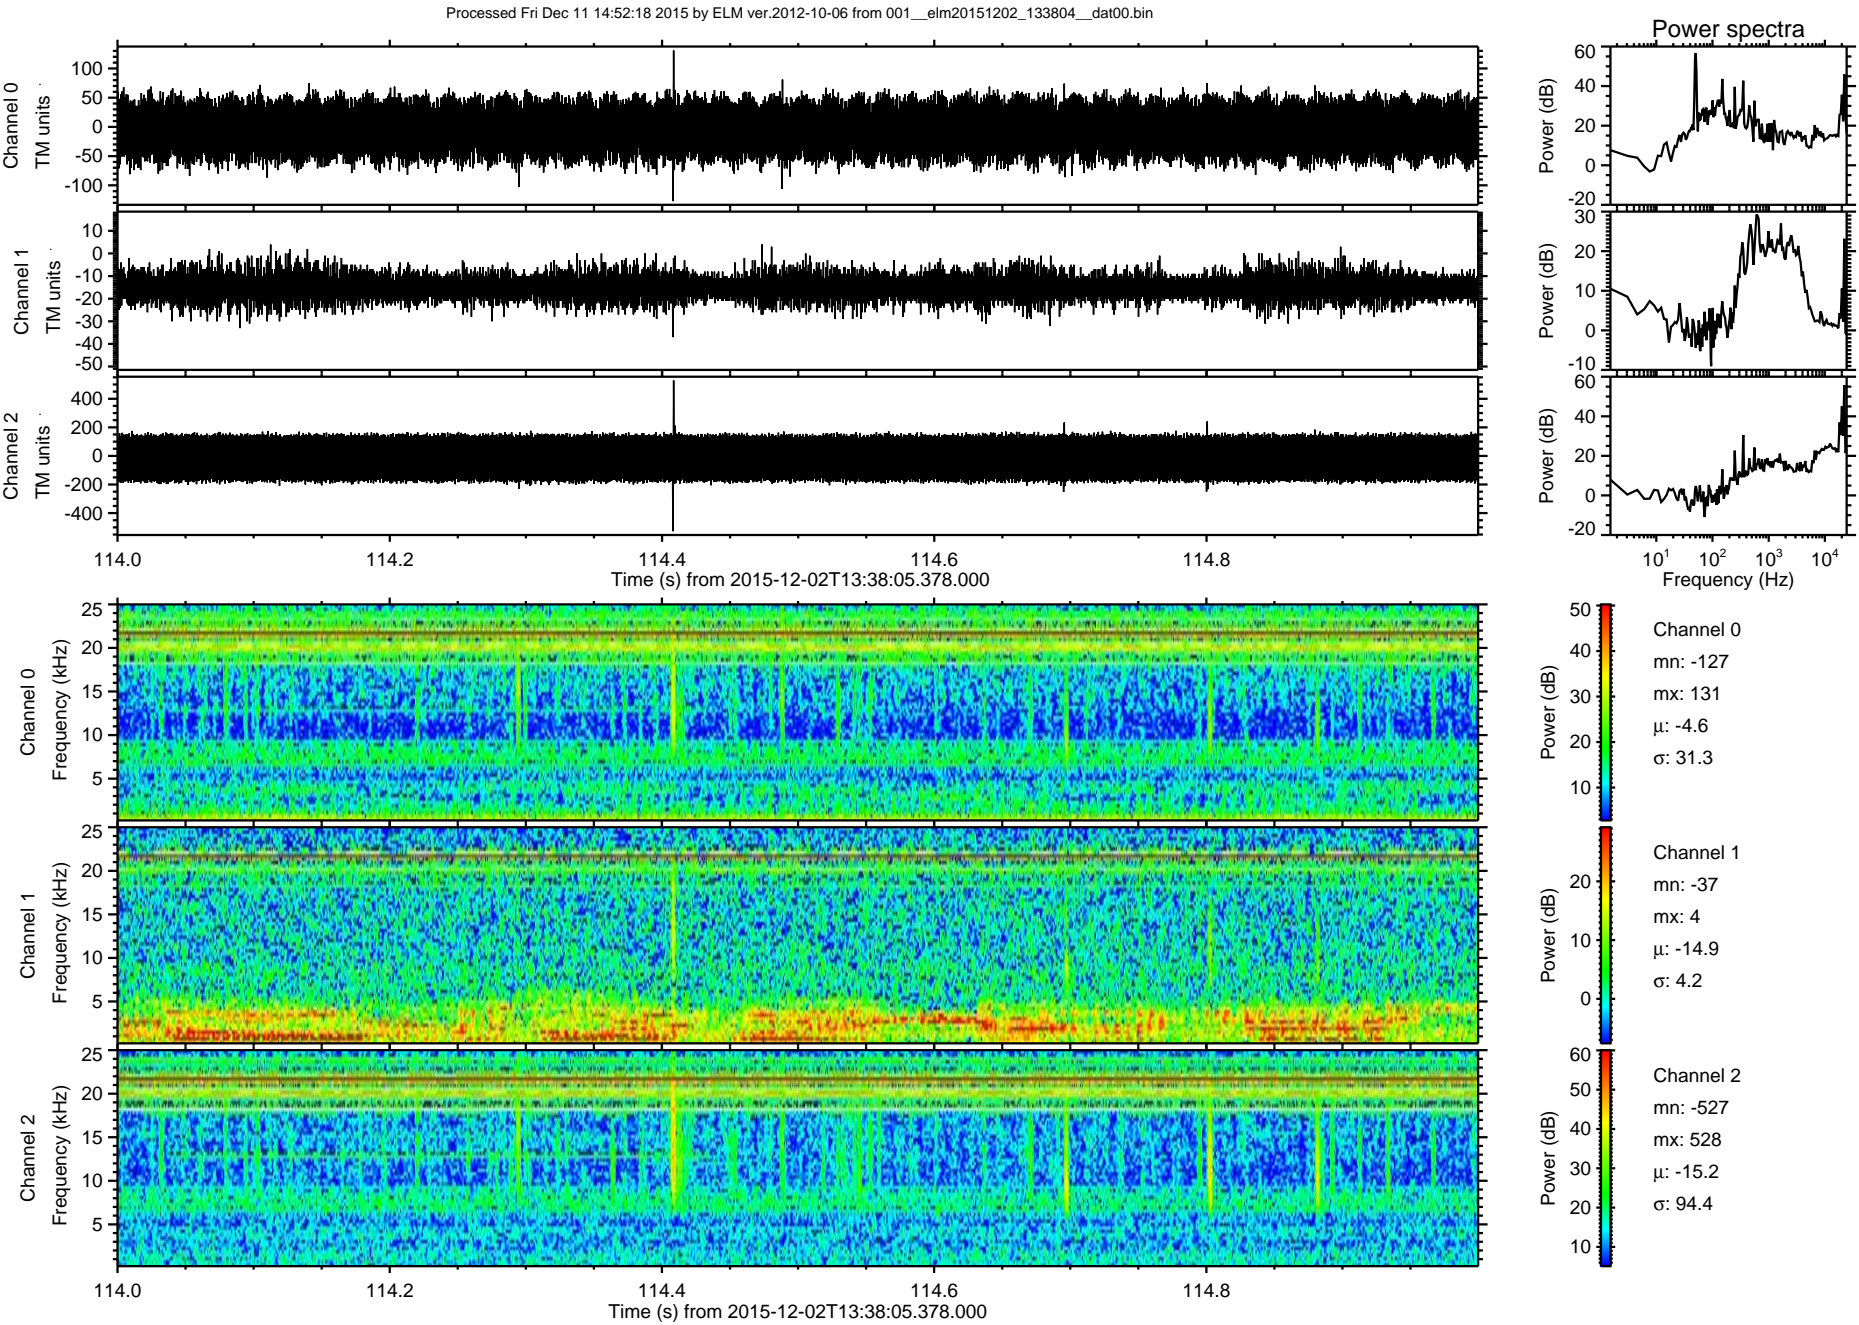 Processed Fri Dec 11 14:52:18 2015 by ELM ver.2012-10-06 from 001__elm20151202_133804__dat00.bin
Power spectra
Channel 0
TM units
100
50
0
-50
-100
Power (dB)
60
40
20
0
-20
Channel 1
TM units
10
0
-10
-20
-30
-40
-50
Power (dB)
30
20
10
0
-10
Channel 2
TM units
400
200
0
-200
-400
Power (dB)
60
40
20
0
-20
114.0 114.2 114.4 114.6 114.8
Time (s) from 2015-12-02T13:38:05.378.000
10^1 10^2 10^3 10^4
Frequency (Hz)
Channel 0
Frequency (kHz)
25
20
15
10
5
Power (dB)
50
40
30
20
10
Channel 0
mn: -127
mx: 131
μ: -4.6
σ: 31.3
Channel 1
Frequency (kHz)
25
20
15
10
5
Power (dB)
20
10
0
Channel 1
mn: -37
mx: 4
μ: -14.9
σ: 4.2
Channel 2
Frequency (kHz)
25
20
15
10
5
Power (dB)
60
50
40
30
20
10
Channel 2
mn: -527
mx: 528
μ: -15.2
σ: 94.4
114.0 114.2 114.4 114.6 114.8
Time (s) from 2015-12-02T13:38:05.378.000